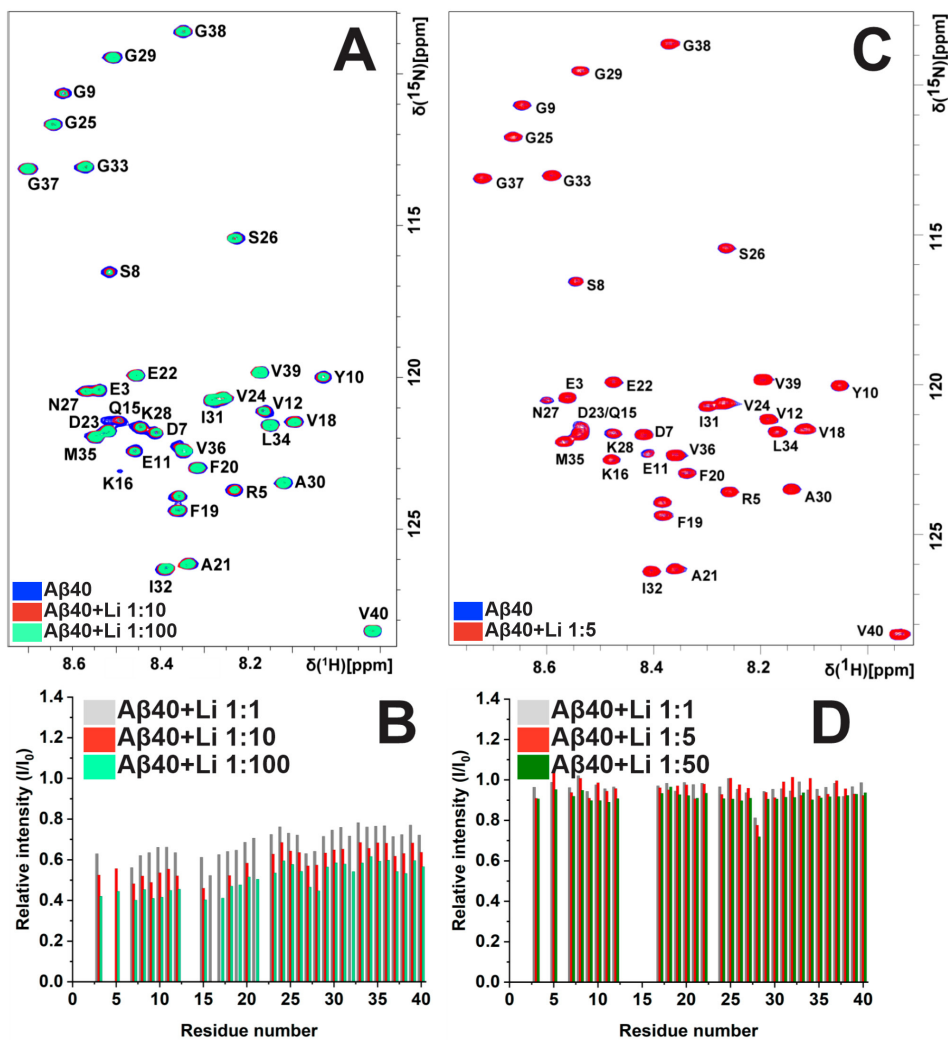 A
G38
G29
G9
G25
G33
G37
S26
S8
E22
V39
Y10
E3
N27
Q15
V24
D23
K28
I31
V12
V18
D7
L34
M35
V36
E11
F20
K16
R5
A30
F19
A21
I32
V40
Aβ40
Aβ40+Li 1:10
Aβ40+Li 1:100
δ(¹⁵N)[ppm]
115
120
125
8.6
8.4
8.2
δ(¹H)[ppm]
C
G38
G29
G9
G25
G37
G33
S26
S8
E3
E22
V39
Y10
N27
V24
D23/Q15
I31
V12
V18
K28
D7
L34
M35
V36
K16
E11
F20
R5
A30
F19
A21
I32
V40
Aβ40
Aβ40+Li 1:5
δ(¹⁵N)[ppm]
115
120
125
8.6
8.4
8.2
δ(¹H)[ppm]
B
Aβ40+Li 1:1
Aβ40+Li 1:10
Aβ40+Li 1:100
Relative intensity (I/I₀)
1.4
1.2
1.0
0.8
0.6
0.4
0.2
0.0
0 5 10 15 20 25 30 35 40
Residue number
D
Aβ40+Li 1:1
Aβ40+Li 1:5
Aβ40+Li 1:50
Relative intensity (I/I₀)
1.4
1.2
1.0
0.8
0.6
0.4
0.2
0.0
0 5 10 15 20 25 30 35 40
Residue number